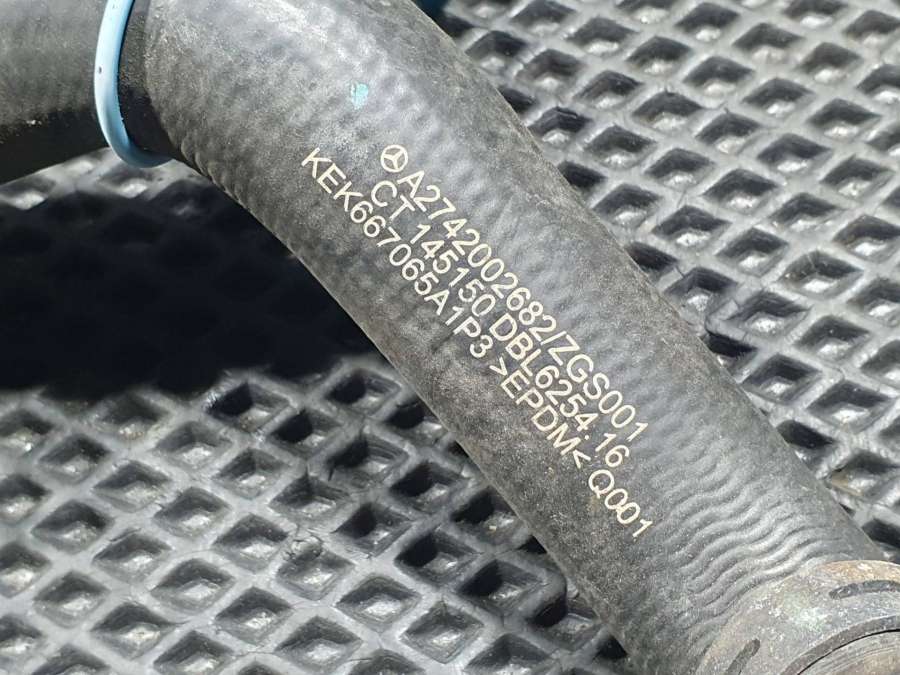 A2742002682/ZGS001
CT 145150 DBL6254.16
KEK667065A1P3 >EPDM< Q001